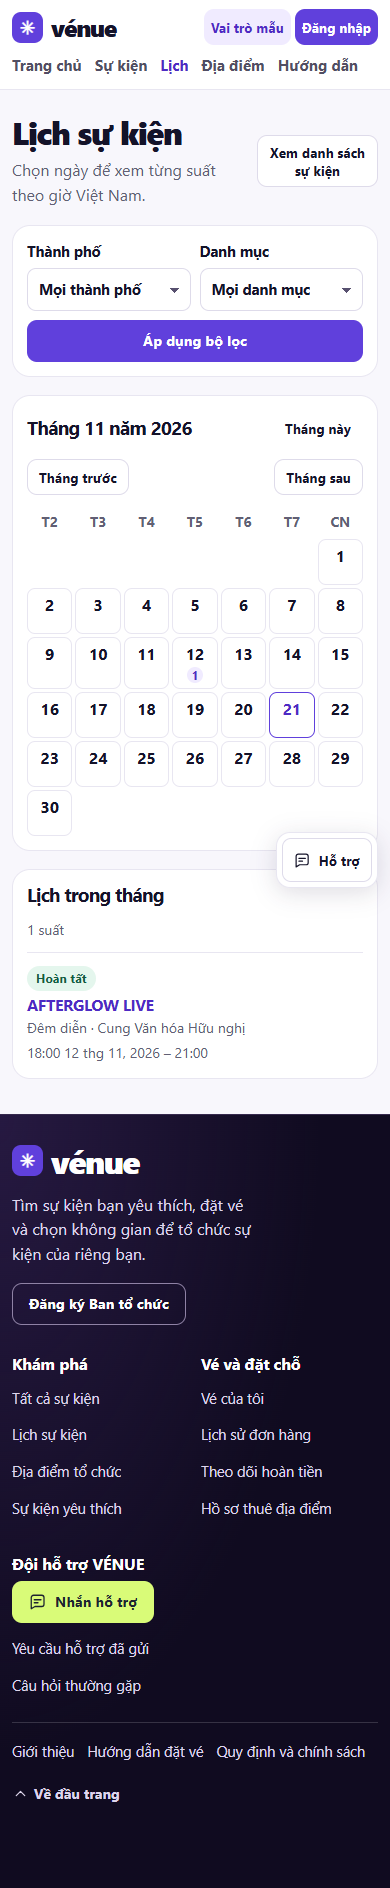 vénue
Vai trò mẫu
Đăng nhập
Trang chủ Sự kiện Lịch Địa điểm Hướng dẫn
Lịch sự kiện
Chọn ngày để xem từng suất
theo giờ Việt Nam.
Xem danh sách
sự kiện
Thành phố Danh mục
Mọi thành phố Mọi danh mục
Áp dụng bộ lọc
Tháng 11 năm 2026
Tháng này
Tháng trước Tháng sau
T2 T3 T4 T5 T6 T7 CN
1
2 3 4 5 6 7 8
9 10 11 12 13 14 15
1
16 17 18 19 20 21 22
23 24 25 26 27 28 29
30
Hỗ trợ
Lịch trong tháng
1 suất
Hoàn tất
AFTERGLOW LIVE
Đêm diễn · Cung Văn hóa Hữu nghị
18:00 12 thg 11, 2026 – 21:00
vénue
Tìm sự kiện bạn yêu thích, đặt vé
và chọn không gian để tổ chức sự
kiện của riêng bạn.
Đăng ký Ban tổ chức
Khám phá
Tất cả sự kiện
Lịch sự kiện
Địa điểm tổ chức
Sự kiện yêu thích
Vé và đặt chỗ
Vé của tôi
Lịch sử đơn hàng
Theo dõi hoàn tiền
Hồ sơ thuê địa điểm
Đội hỗ trợ VÉNUE
Nhắn hỗ trợ
Yêu cầu hỗ trợ đã gửi
Câu hỏi thường gặp
Giới thiệu Hướng dẫn đặt vé Quy định và chính sách
Về đầu trang